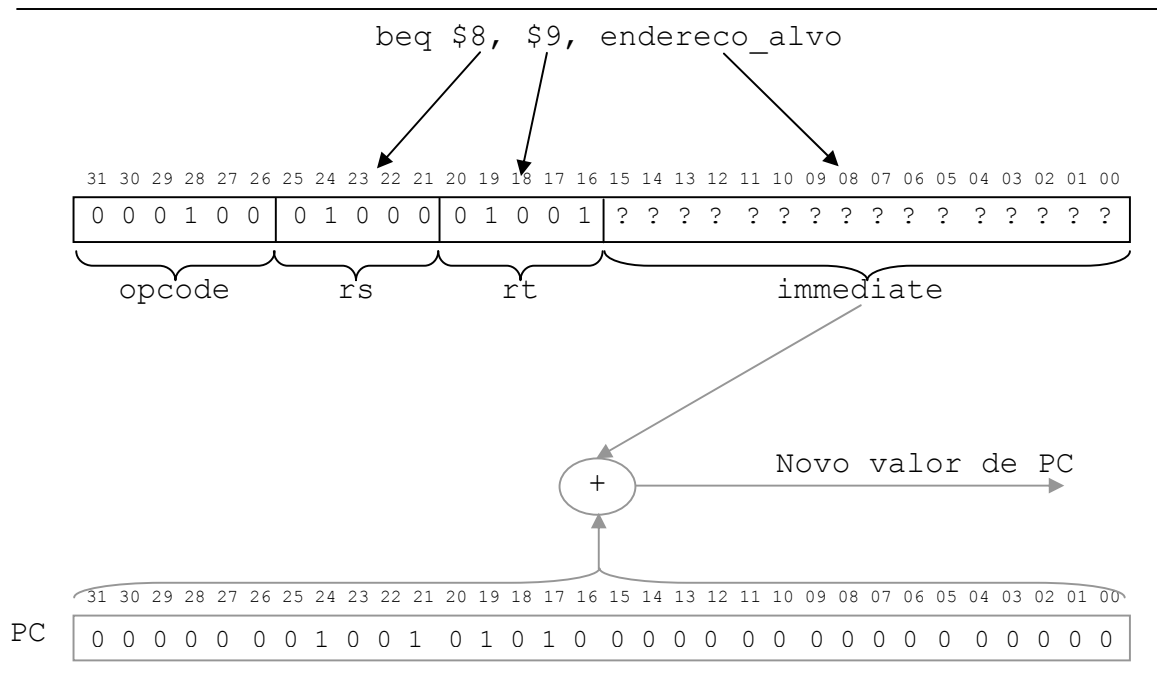 beq $8, $9, endereco_alvo
31 30 29 28 27 26 25 24 23 22 21 20 19 18 17 16 15 14 13 12 11 10 09 08 07 06 05 04 03 02 01 00
0 0 0 1 0 0 0 1 0 0 0 0 1 0 0 1 ? ? ? ? ? ? ? ? ? ? ? ? ? ? ? ?
opcode rs rt immediate
Novo valor de PC
+
31 30 29 28 27 26 25 24 23 22 21 20 19 18 17 16 15 14 13 12 11 10 09 08 07 06 05 04 03 02 01 00
PC 0 0 0 0 0 0 0 1 0 0 1 0 1 0 1 0 0 0 0 0 0 0 0 0 0 0 0 0 0 0 0 0